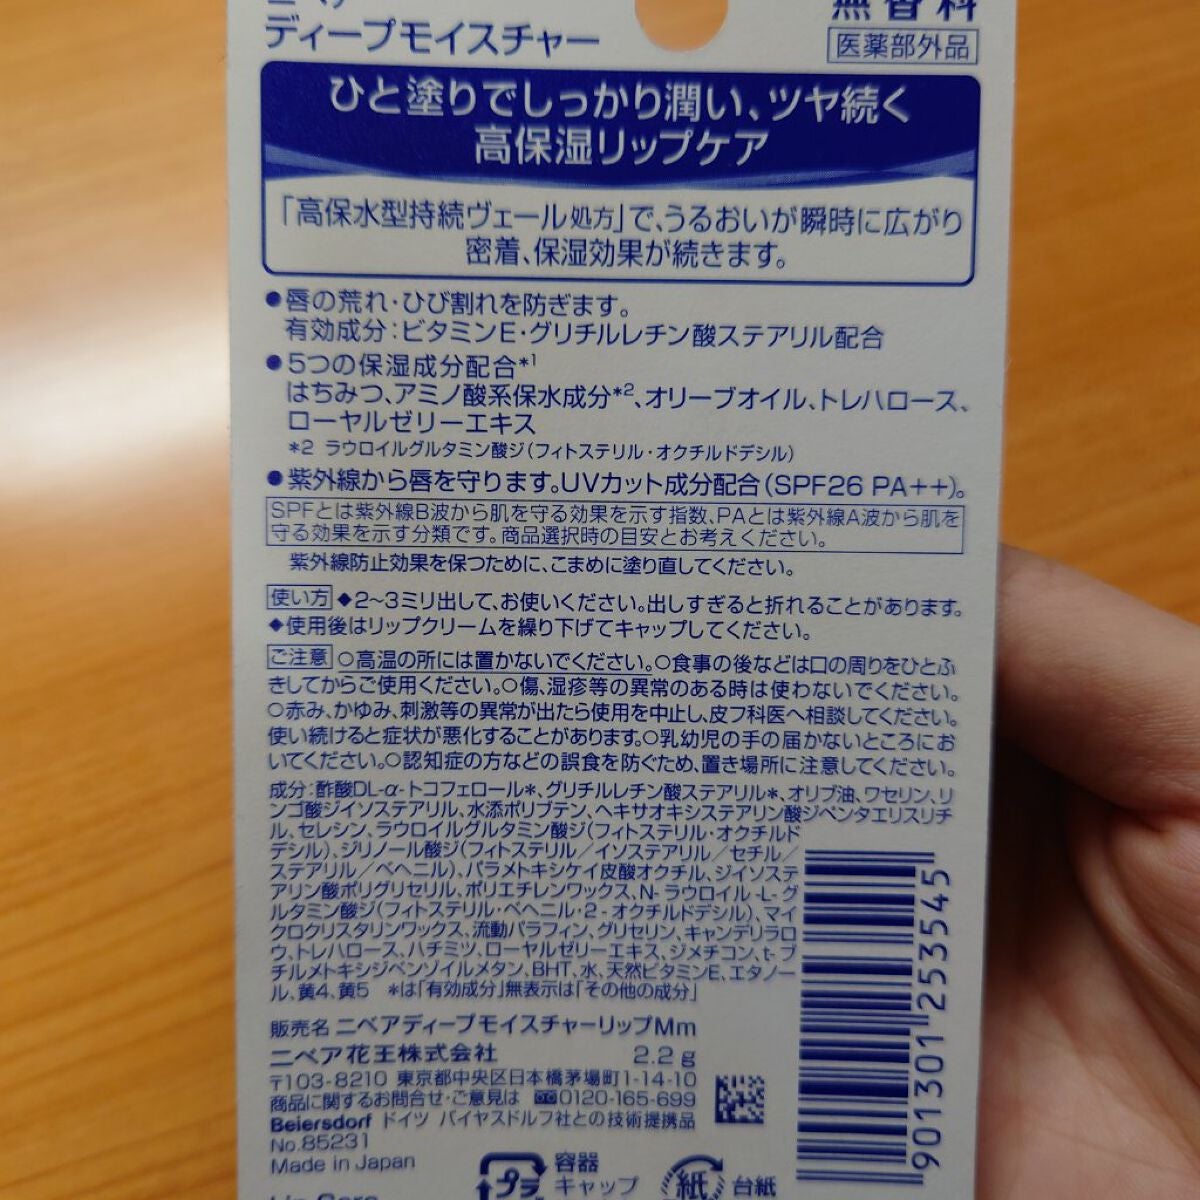 ニベア
無香料
ディープモイスチャー
医薬部外品
ひと塗りでしっかり潤い、ツヤ続く
高保湿リップケア
「高保水型持続ヴェール処方」で、うるおいが瞬時に広がり
密着、保湿効果が続きます。
●唇の荒れ・ひび割れを防ぎます。
有効成分：ビタミンE・グリチルレチン酸ステアリル配合
●5つの保湿成分配合*1
はちみつ、アミノ酸系保水成分*2、オリーブオイル、トレハロース、
ローヤルゼリーエキス
*2 ラウロイルグルタミン酸ジ（フィトステリル・オクチルドデシル）
●紫外線から唇を守ります。UVカット成分配合（SPF26 PA++）。
SPFとは紫外線B波から肌を守る効果を示す指数、PAとは紫外線A波から肌を
守る効果を示す分類です。商品選択時の目安とお考えください。
紫外線防止効果を保つために、こまめに塗り直してください。
使い方 ◆2〜3ミリ出して、お使いください。出しすぎると折れることがあります。
◆使用後はリップクリームを繰り下げてキャップしてください。
ご注意 ○高温の所には置かないでください。○食事の後などは口の周りをひとふ
きしてからご使用ください。○傷、湿疹等の異常のある時は使わないでください。
○赤み、かゆみ、刺激等の異常が出たら使用を中止し、皮フ科医へ相談してください。
使い続けると症状が悪化することがあります。○乳幼児の手の届かないところにお
いてください。○認知症の方などの誤食を防ぐため、置き場所に注意してください。
成分：酢酸DL-α-トコフェロール*、グリチルレチン酸ステアリル*、オリブ油、ワセリン、リ
ンゴ酸ジイソステアリル、水添ポリブテン、ヘキサオキシステアリン酸ジペンタエリスリチ
ル、セレシン、ラウロイルグルタミン酸ジ（フィトステリル・オクチルド
デシル）、ジリノール酸ジ（フィトステリル／イソステアリル／セチル／
ステアリル／ベヘニル）、パラメトキシケイ皮酸オクチル、ジイソステ
アリン酸ポリグリセリル、ポリエチレンワックス、N-ラウロイル-L-グ
ルタミン酸ジ（フィトステリル・ベヘニル・2-オクチルドデシル）、マイ
クロクリスタリンワックス、流動パラフィン、グリセリン、キャンデリラロ
ウ、トレハロース、ハチミツ、ローヤルゼリーエキス、ジメチコン、t-ブ
チルメトキシジベンゾイルメタン、BHT、水、天然ビタミンE、エタノー
ル、黄4、黄5 *は「有効成分」無表示は「その他の成分」
販売名 ニベアディープモイスチャーリップMm
ニベア花王株式会社 2.2g
〒103-8210 東京都中央区日本橋茅場町1-14-10
商品に関するお問合せ・ご意見は 0120-165-699
Beiersdorf ドイツ バイヤスドルフ社との技術提携品
No.85231
Made in Japan
プラ
容器
キャップ
紙
台紙
Lip Care
4901301253545